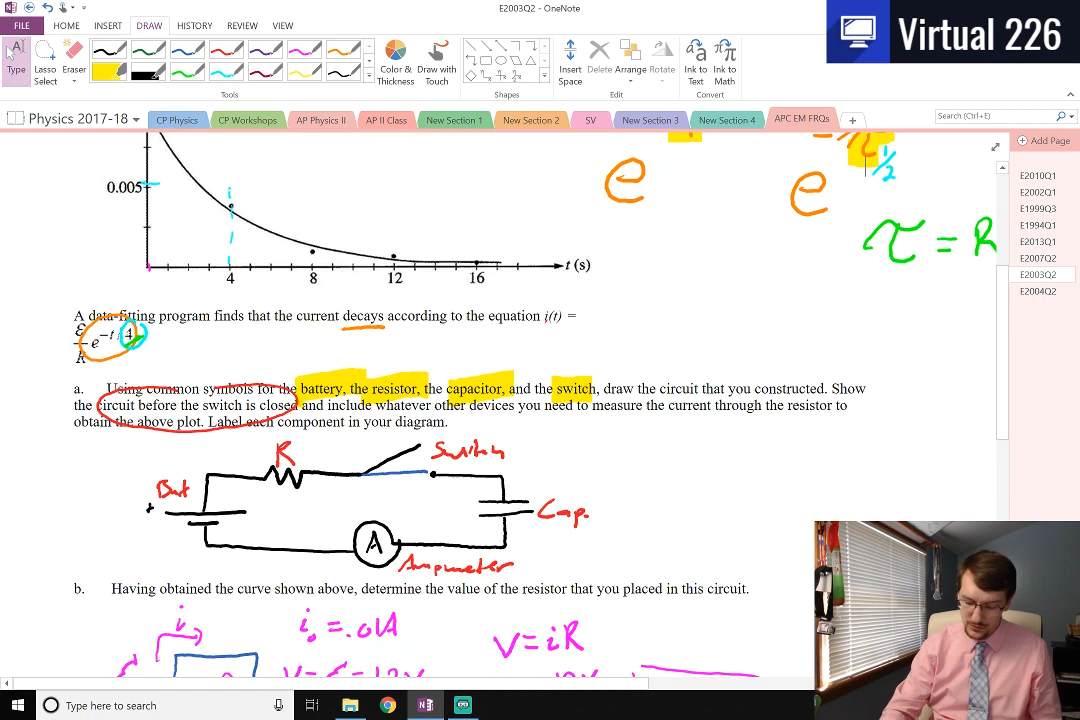 E2003Q2 - OneNote
FILE HOME INSERT DRAW HISTORY REVIEW VIEW
Virtual 226
Type
Lasso Select
Eraser
Color & Thickness
Draw with Touch
Insert Space
Delete
Arrange
Rotate
Ink to Text
Ink to Math
Tools
Shapes
Edit
Convert
Physics 2017-18
CP Physics CP Workshops AP Physics II AP II Class New Section 1 New Section 2 SV New Section 3 New Section 4 APC EM FRQs
Search (Ctrl+E)
Add Page
E2010Q1
E2002Q1
E1999Q3
E1994Q1
E2013Q1
E2007Q2
E2003Q2
E2004Q2
0.005
4 8 12 16 t (s)
e
e
1/2
τ = R
A data-fitting program finds that the current decays according to the equation i(t) =
ε/R e^-t/4
a. Using common symbols for the battery, the resistor, the capacitor, and the switch, draw the circuit that you constructed. Show
the circuit before the switch is closed and include whatever other devices you need to measure the current through the resistor to
obtain the above plot. Label each component in your diagram.
R
Switch
Bat
+
Cap.
A
Ampmeter
b. Having obtained the curve shown above, determine the value of the resistor that you placed in this circuit.
i
i₀ = .01A
V = iR
Type here to search